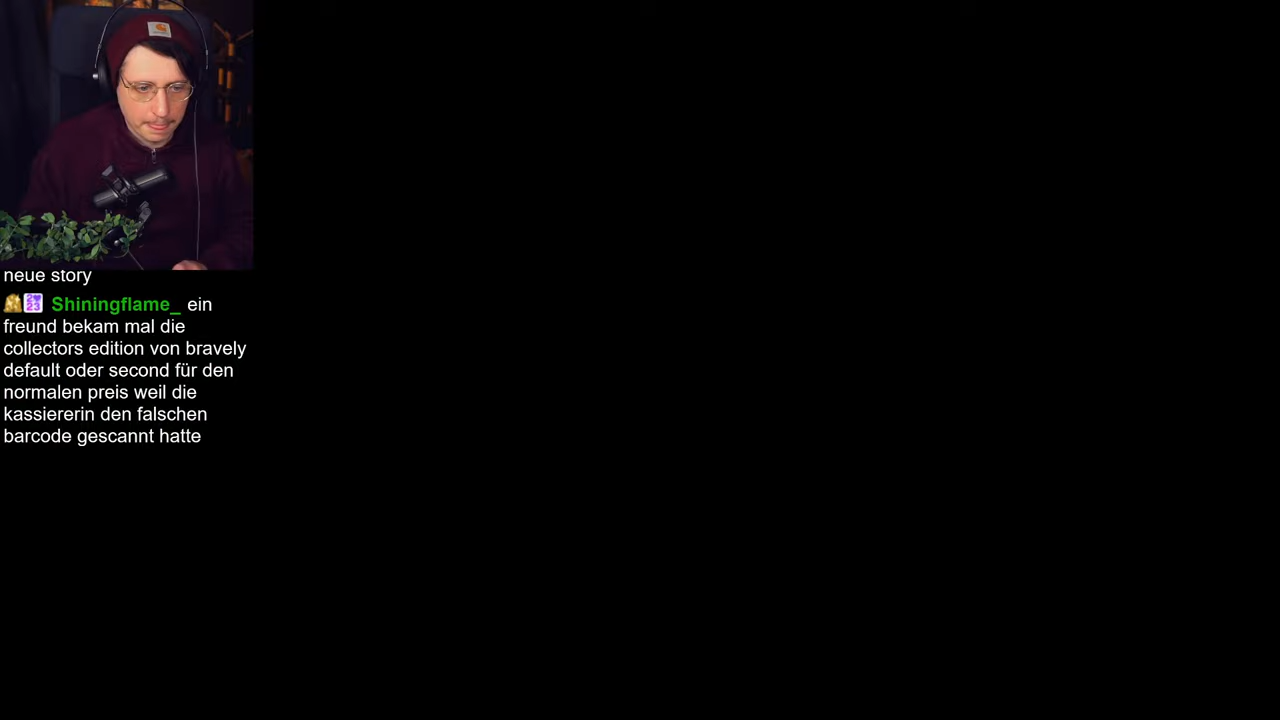 neue story
Shiningflame_ ein
freund bekam mal die
collectors edition von bravely
default oder second für den
normalen preis weil die
kassiererin den falschen
barcode gescannt hatte